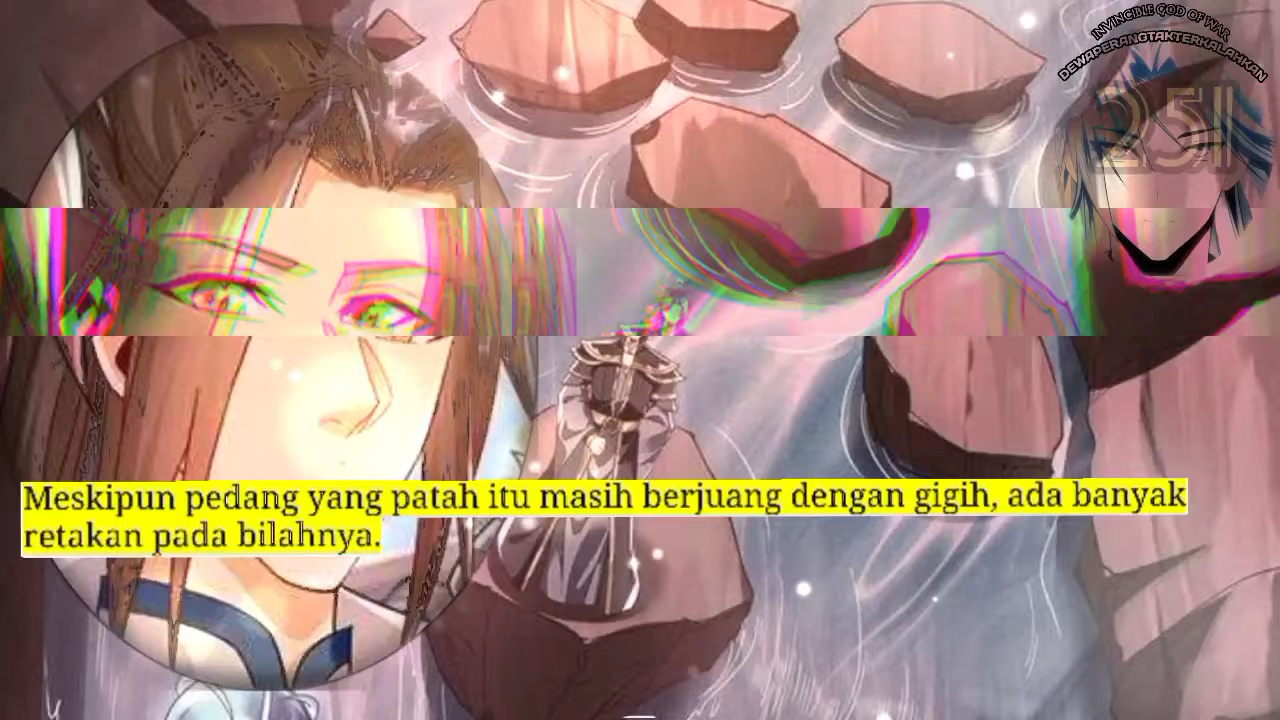 INVINCIBLE GOD OF WAR
DEWAPERANGTAKTERKALAHKAN
251
Meskipun pedang yang patah itu masih berjuang dengan gigih, ada banyak
retakan pada bilahnya.